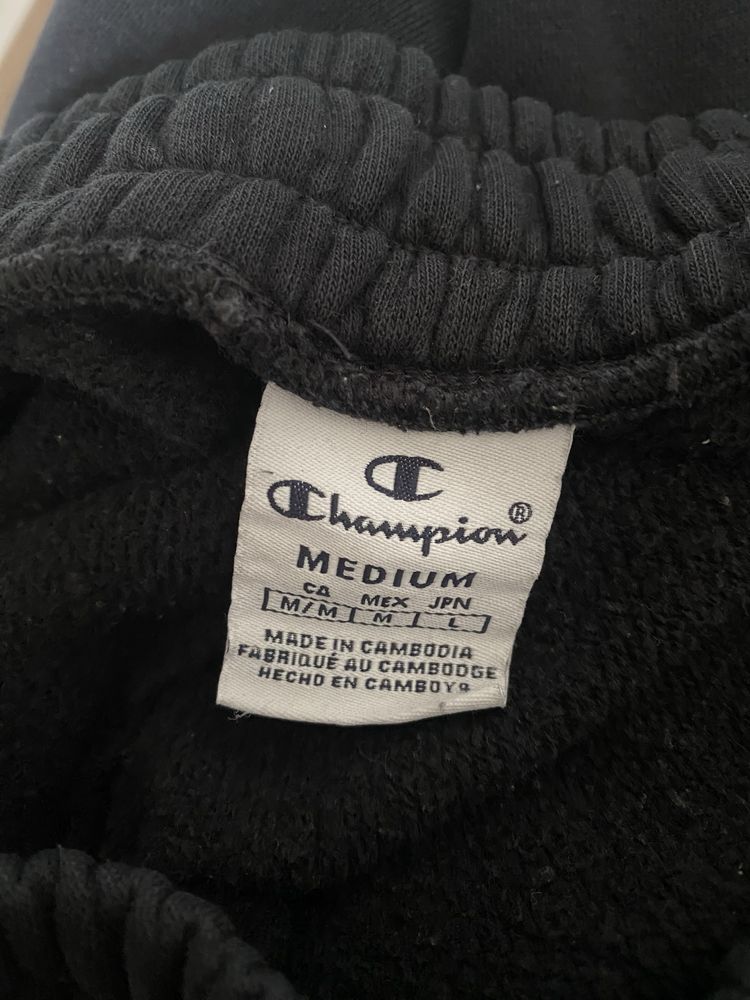 Champion®
MEDIUM
CA MEX JPN
M/M M L
MADE IN CAMBODIA
FABRIQUÉ AU CAMBODGE
HECHO EN CAMBOYA